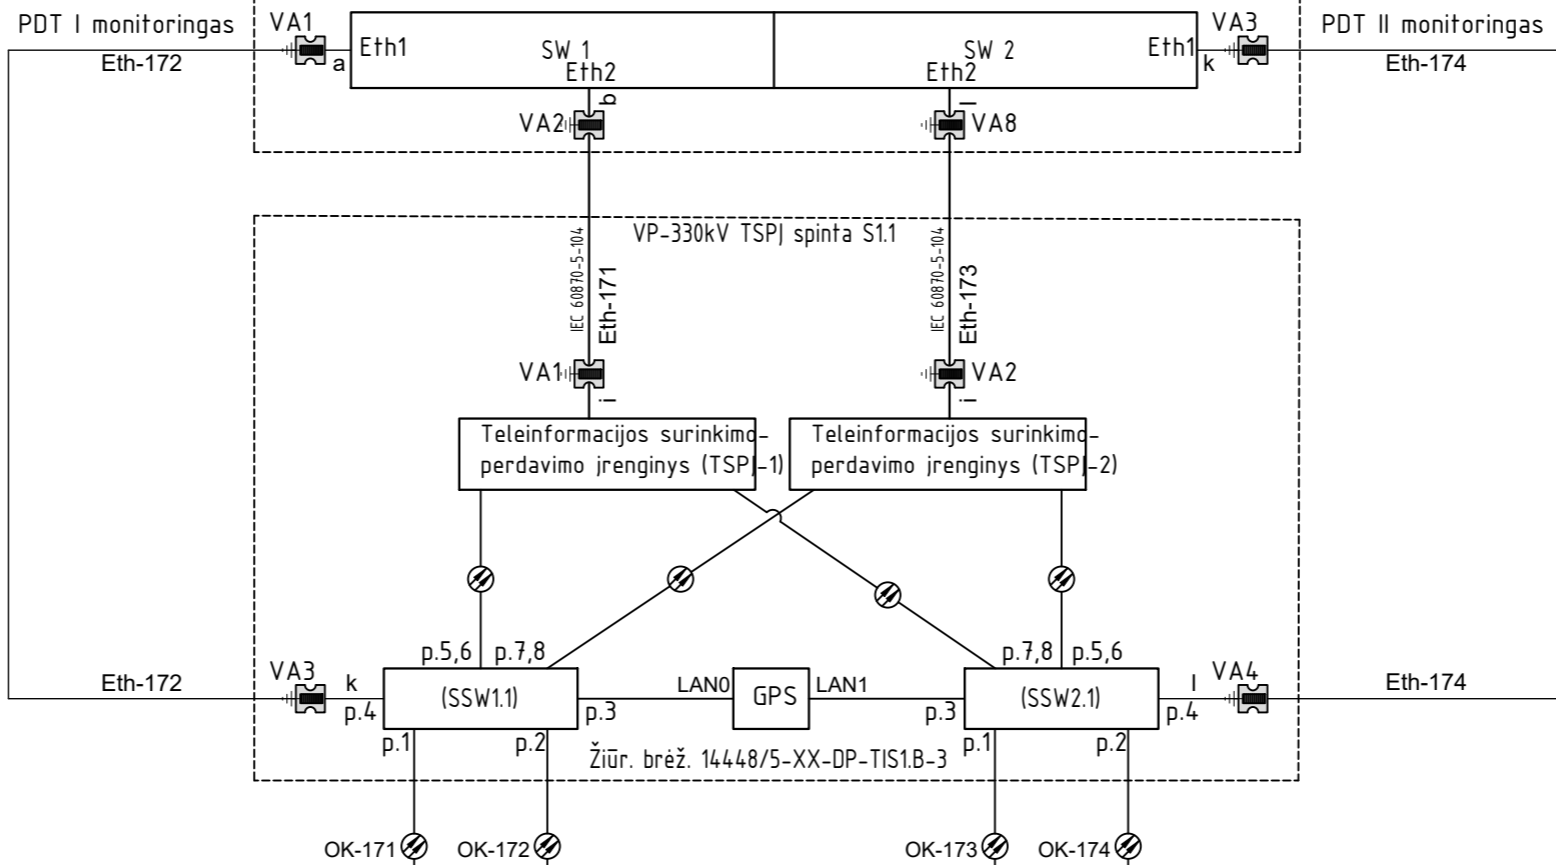 PDT I monitoringas
VA1
VA3
PDT II monitoringas
Eth1
SW 1
SW 2
Eth1
Eth-172
a
Eth2
Eth2
k
Eth-174
b
l
VA2
VA8
VP-330kV TSPĮ spinta S1.1
IEC 60870-5-104
Eth-171
IEC 60870-5-104
Eth-173
VA1
VA2
i
i
Teleinformacijos surinkimo-
perdavimo įrenginys (TSPĮ-1)
Teleinformacijos surinkimo-
perdavimo įrenginys (TSPĮ-2)
p.5,6
p.7,8
p.7,8
p.5,6
Eth-172
VA3
k
p.4
(SSW1.1)
p.3
LAN0
GPS
LAN1
p.3
(SSW2.1)
l
p.4
VA4
Eth-174
p.1
p.2
p.1
p.2
Žiūr. brėž. 14448/5-XX-DP-TIS1.B-3
OK-171
OK-172
OK-173
OK-174